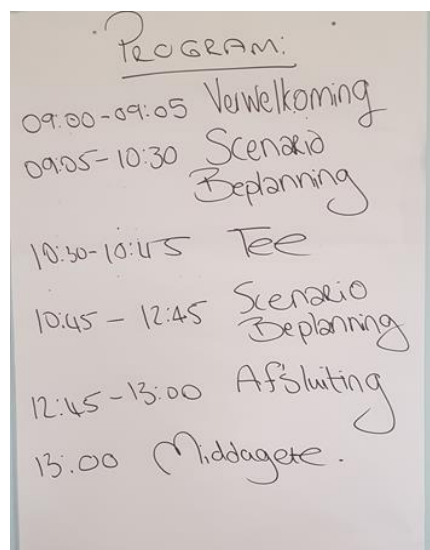 PROGRAM:
09:00-09:05 Verwelkoming
09:05-10:30 Scenario
Beplanning
10:30-10:45 Tee
10:45 - 12:45 Scenario
Beplanning
12:45-13:00 Afsluiting
13:00 Middagete.